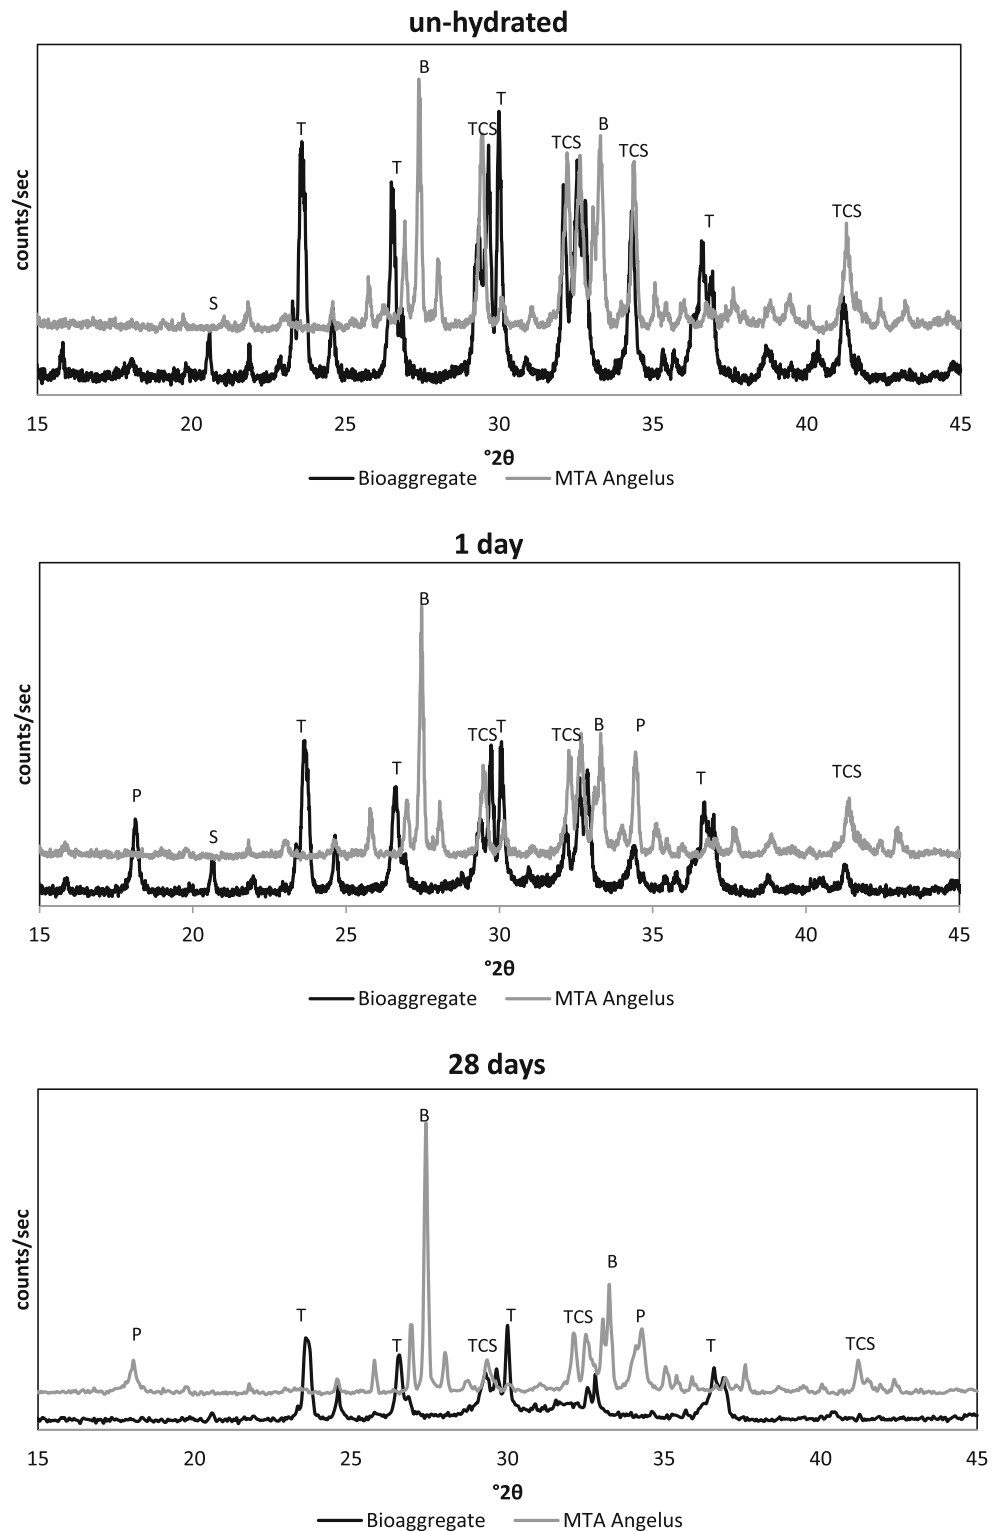 un-hydrated
B
T
TCS
T
B
TCS
TCS
T
T
TCS
S
counts/sec
15 20 25 30 35 40 45
°2θ
Bioaggregate MTA Angelus
1 day
B
T
TCS
T
TCS
B
P
T
T
TCS
P
S
counts/sec
15 20 25 30 35 40 45
°2θ
Bioaggregate MTA Angelus
28 days
B
B
T
T
TCS
P
P
T
TCS
T
TCS
counts/sec
15 20 25 30 35 40 45
°2θ
Bioaggregate MTA Angelus